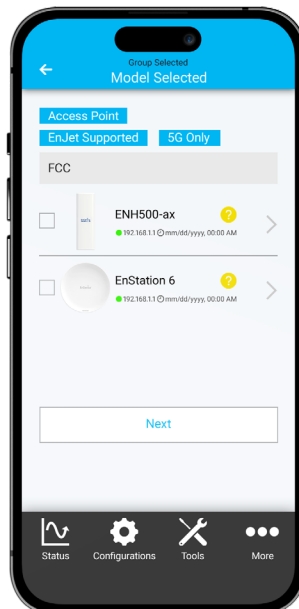 Group Selected
Model Selected
Access Point
EnJet Supported 5G Only
FCC
ENH500-ax ?
192.168.1.1 mm/dd/yyyy, 00:00 AM
EnStation 6 ?
192.168.1.1 mm/dd/yyyy, 00:00 AM
Next
Status Configurations Tools More